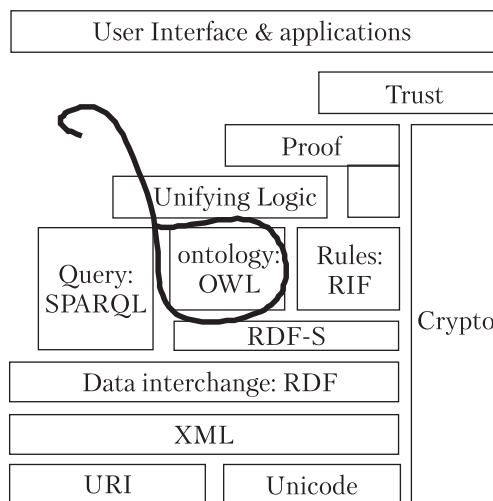 User Interface & applications
Trust
Proof
Unifying Logic
Query:
SPARQL
ontology:
OWL
Rules:
RIF
Crypto
RDF-S
Data interchange: RDF
XML
URI
Unicode